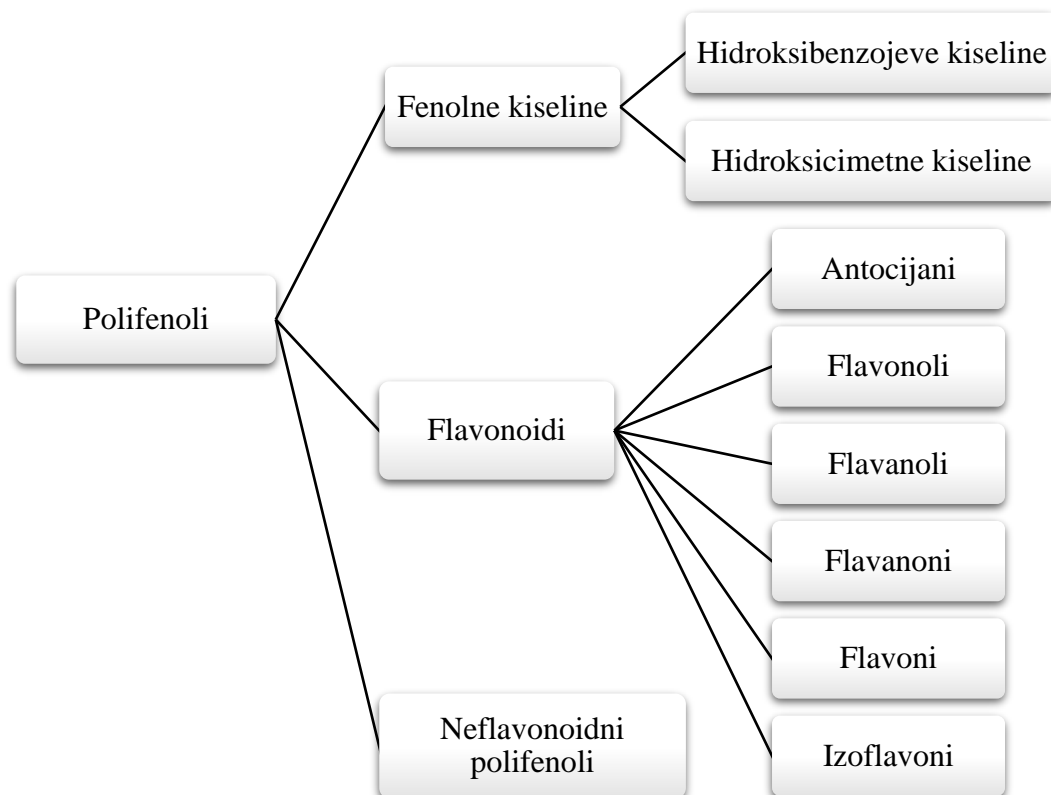 Polifenoli
Fenolne kiseline
Hidroksibenzojeve kiseline
Hidroksicimetne kiseline
Flavonoidi
Antocijani
Flavonoli
Flavanoli
Flavanoni
Flavoni
Izoflavoni
Neflavonoidni
polifenoli